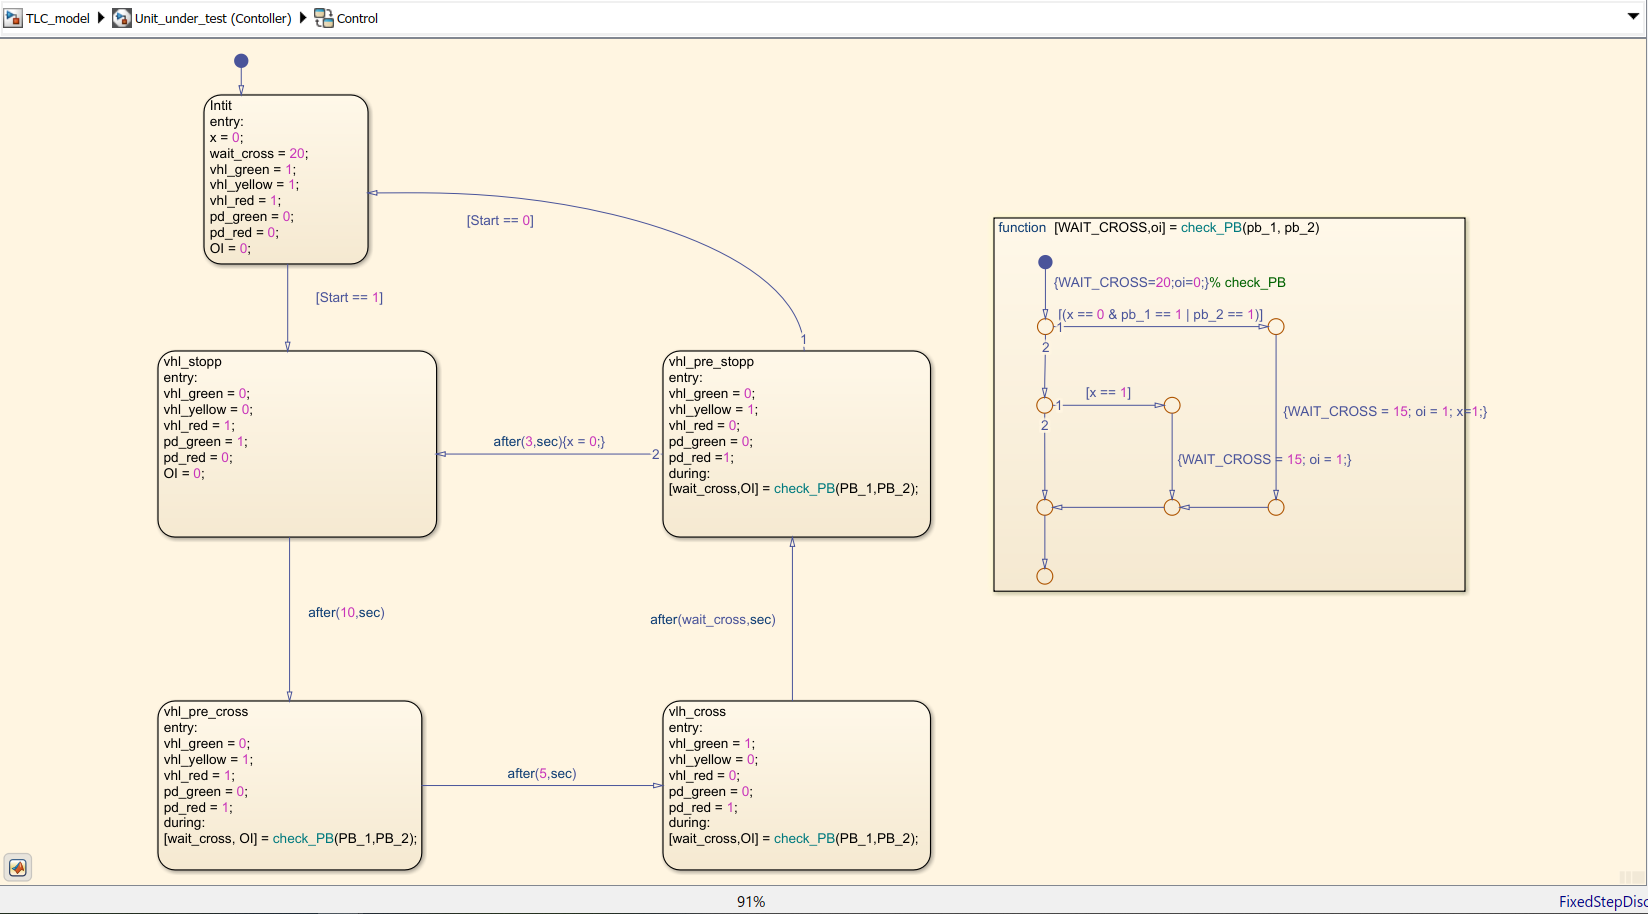 TLC_model Unit_under_test (Contoller) Control
Intit
entry:
x = 0;
wait_cross = 20;
vhl_green = 1;
vhl_yellow = 1;
vhl_red = 1;
pd_green = 0;
pd_red = 0;
OI = 0;
[Start == 0]
[Start == 1]
vhl_stopp
entry:
vhl_green = 0;
vhl_yellow = 0;
vhl_red = 1;
pd_green = 1;
pd_red = 0;
OI = 0;
1
vhl_pre_stopp
entry:
vhl_green = 0;
vhl_yellow = 1;
vhl_red = 0;
pd_green = 0;
pd_red =1;
during:
[wait_cross,OI] = check_PB(PB_1,PB_2);
after(3,sec){x = 0;}
2
after(10,sec)
after(wait_cross,sec)
vhl_pre_cross
entry:
vhl_green = 0;
vhl_yellow = 1;
vhl_red = 1;
pd_green = 0;
pd_red = 1;
during:
[wait_cross, OI] = check_PB(PB_1,PB_2);
after(5,sec)
vlh_cross
entry:
vhl_green = 1;
vhl_yellow = 0;
vhl_red = 0;
pd_green = 0;
pd_red = 1;
during:
[wait_cross,OI] = check_PB(PB_1,PB_2);
function [WAIT_CROSS,oi] = check_PB(pb_1, pb_2)
{WAIT_CROSS=20;oi=0;}% check_PB
[(x == 0 & pb_1 == 1 | pb_2 == 1)]
1
2
[x == 1]
1
2
{WAIT_CROSS = 15; oi = 1; x=1;}
{WAIT_CROSS = 15; oi = 1;}
91%
FixedStepDisc